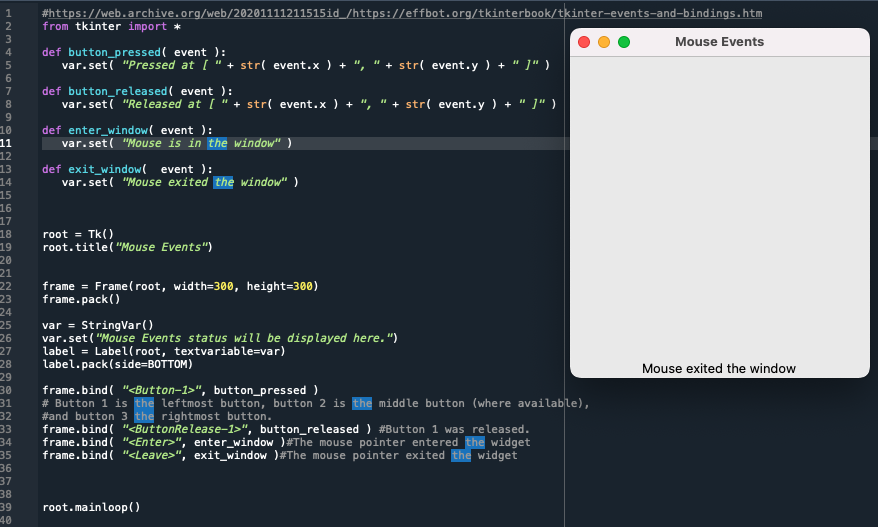 1 #https://web.archive.org/web/20201111211515id_/https://effbot.org/tkinterbook/tkinter-events-and-bindings.htm
2 from tkinter import *
3
4 def button_pressed( event ):
5    var.set( "Pressed at [ " + str( event.x ) + ", " + str( event.y ) + " ]" )
6
7 def button_released( event ):
8    var.set( "Released at [ " + str( event.x ) + ", " + str( event.y ) + " ]" )
9
10 def enter_window( event ):
11    var.set( "Mouse is in the window" )
12
13 def exit_window(  event ):
14    var.set( "Mouse exited the window" )
15
16
17
18 root = Tk()
19 root.title("Mouse Events")
20
21
22 frame = Frame(root, width=300, height=300)
23 frame.pack()
24
25 var = StringVar()
26 var.set("Mouse Events status will be displayed here.")
27 label = Label(root, textvariable=var)
28 label.pack(side=BOTTOM)
29
30 frame.bind( "<Button-1>", button_pressed )
31 # Button 1 is the leftmost button, button 2 is the middle button (where available),
32 #and button 3 the rightmost button.
33 frame.bind( "<ButtonRelease-1>", button_released ) #Button 1 was released.
34 frame.bind( "<Enter>", enter_window )#The mouse pointer entered the widget
35 frame.bind( "<Leave>", exit_window )#The mouse pointer exited the widget
36
37
38
39 root.mainloop()
40
Mouse Events
Mouse exited the window